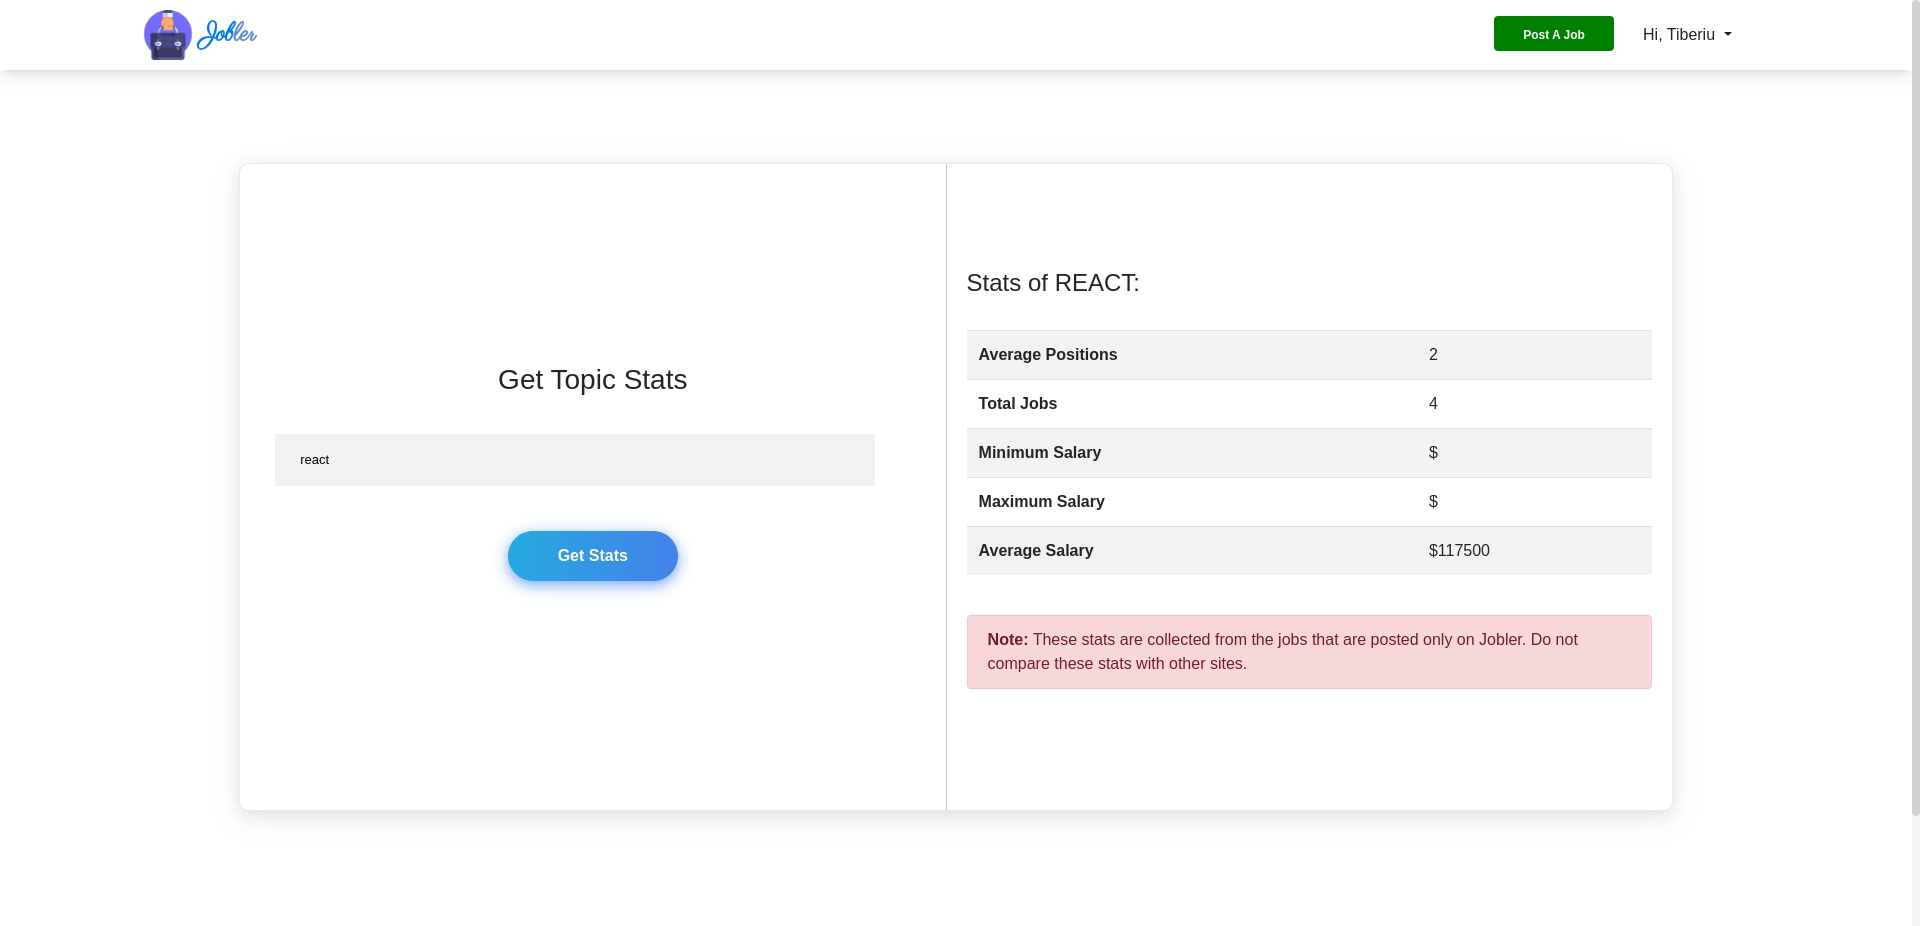 Jobler
Post A Job
Hi, Tiberiu
Get Topic Stats
react
Get Stats
Stats of REACT:
Average Positions 2
Total Jobs 4
Minimum Salary $
Maximum Salary $
Average Salary $117500
Note: These stats are collected from the jobs that are posted only on Jobler. Do not
compare these stats with other sites.